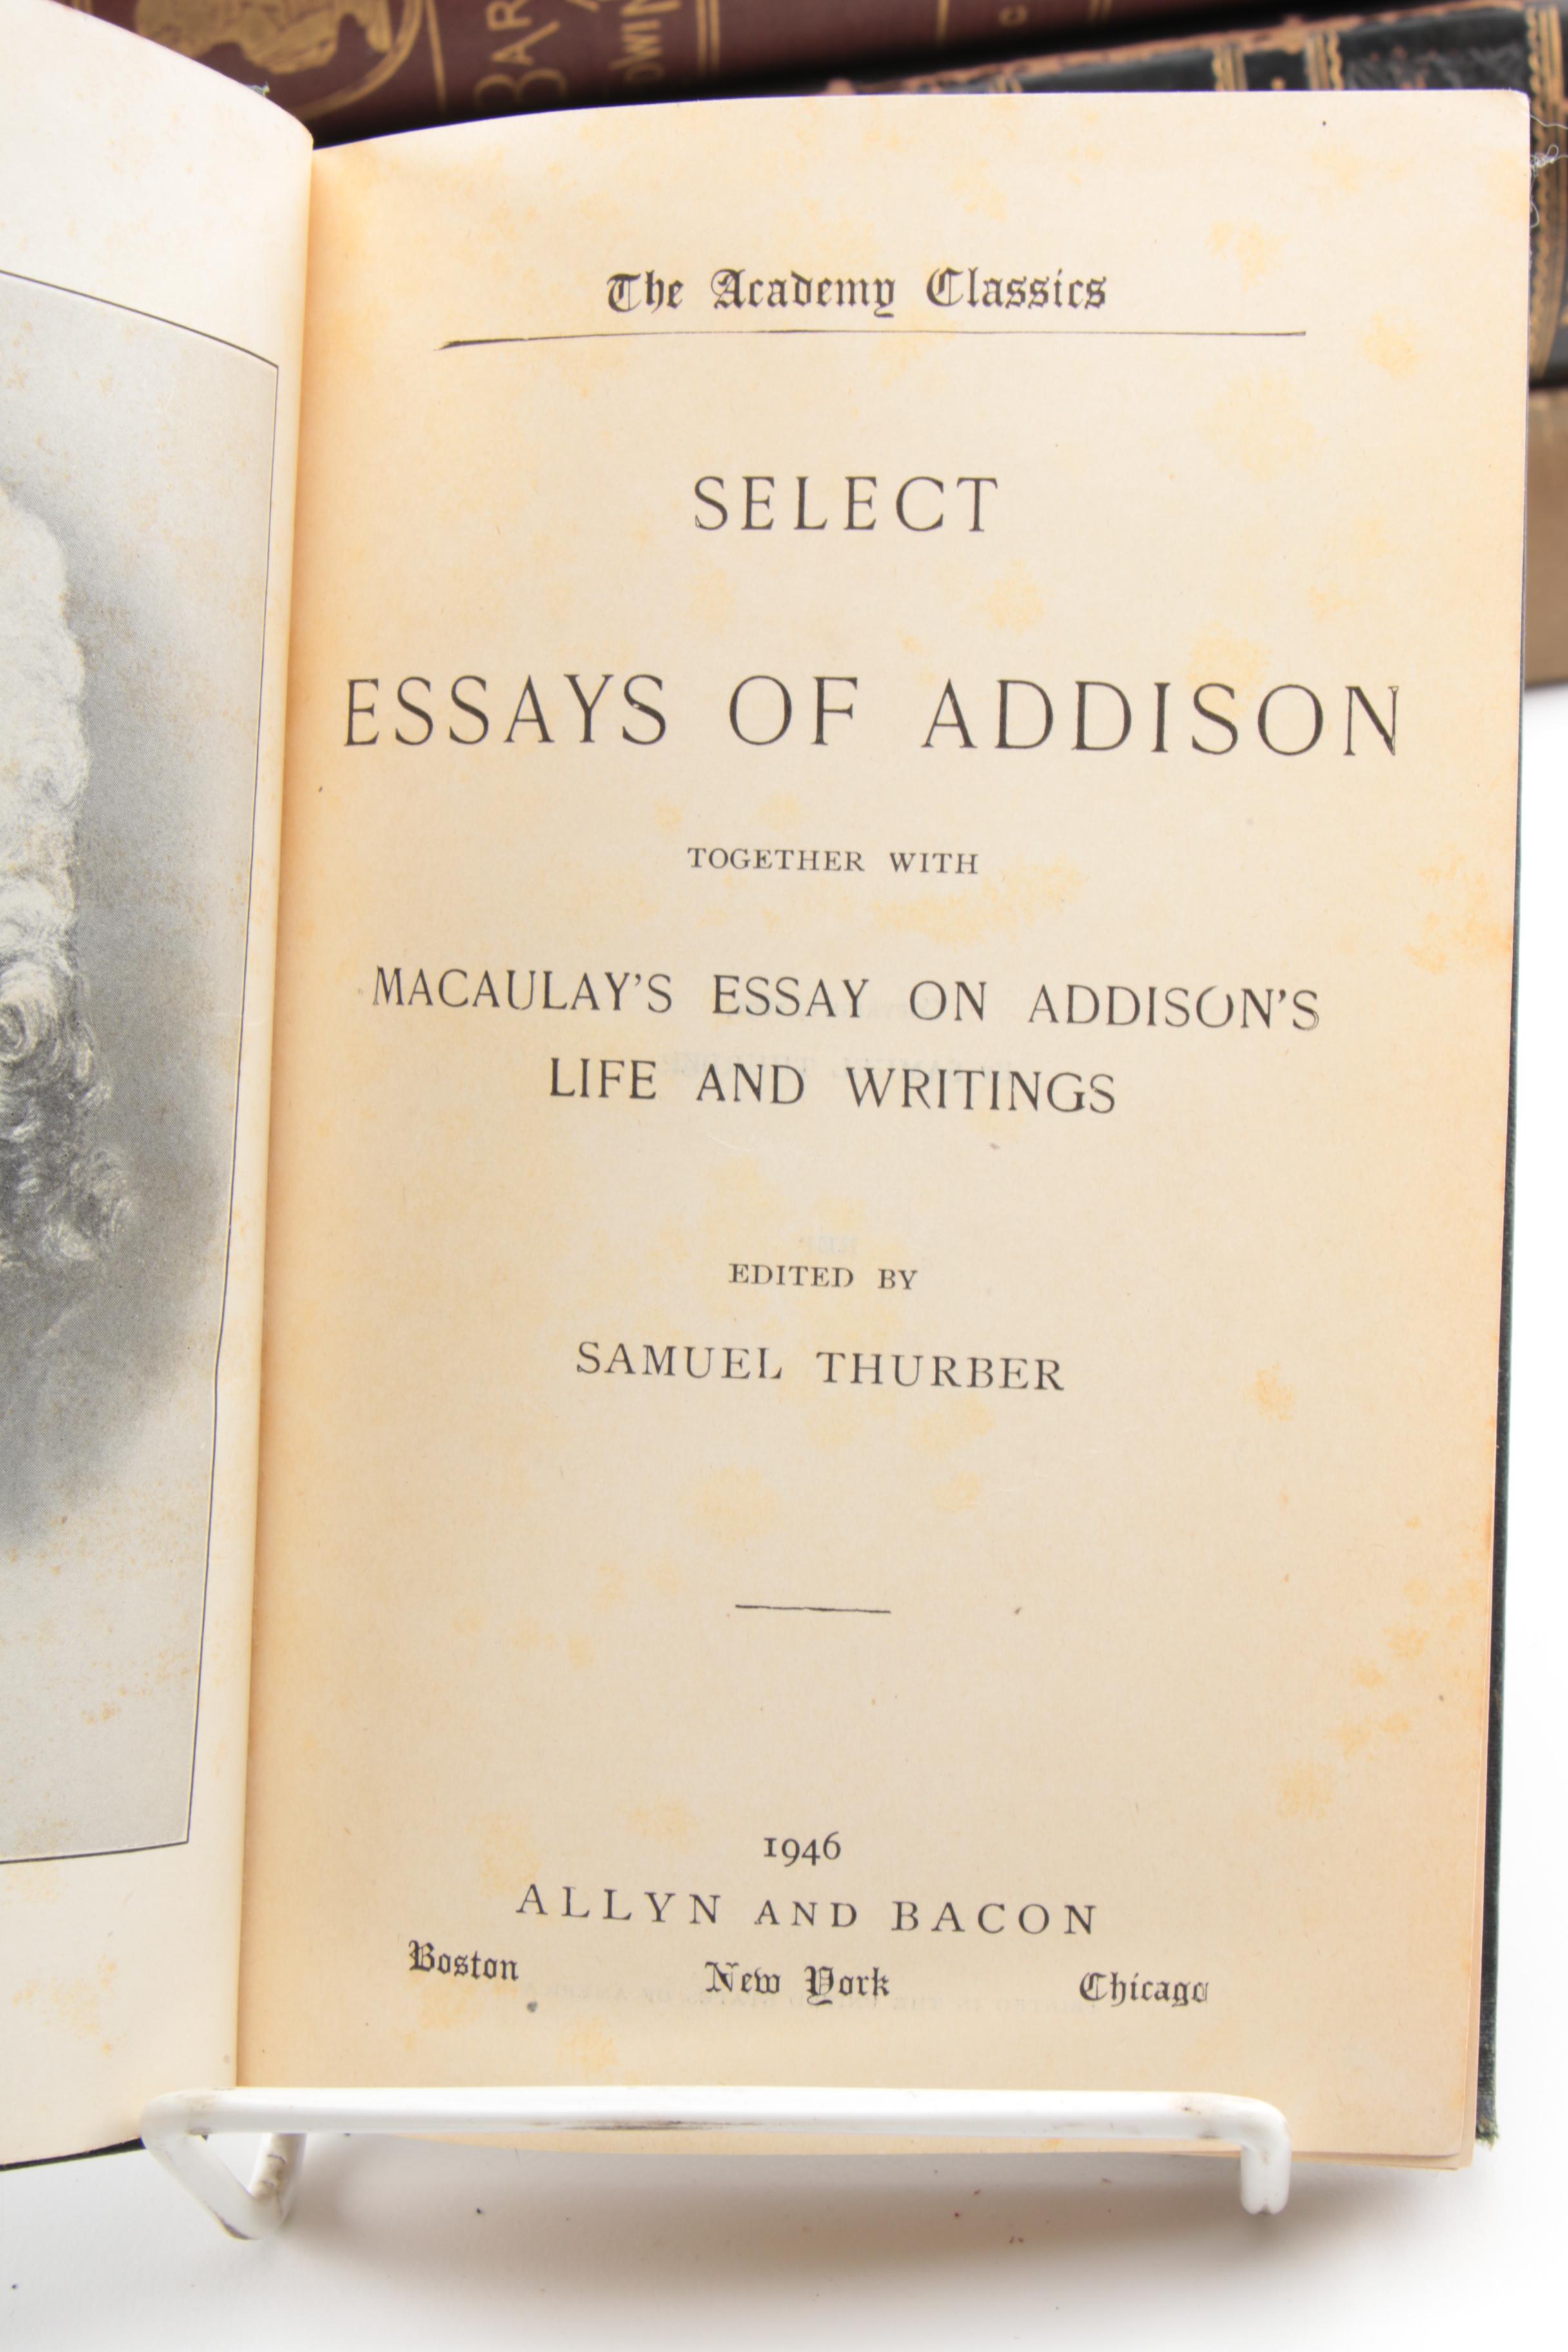 The Academy Classics
SELECT
ESSAYS OF ADDISON
TOGETHER WITH
MACAULAY'S ESSAY ON ADDISON'S
LIFE AND WRITINGS
EDITED BY
SAMUEL THURBER
1946
ALLYN AND BACON
Boston New York Chicago